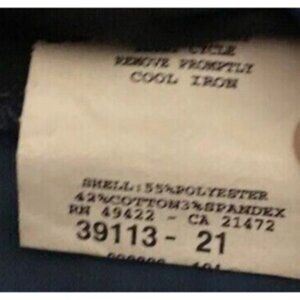 CYCLE
REMOVE PROMPTLY
COOL IRON
SHELL:55%POLYESTER
42%COTTON3%SPANDEX
RN 49422 - CA 21472
39113 - 21